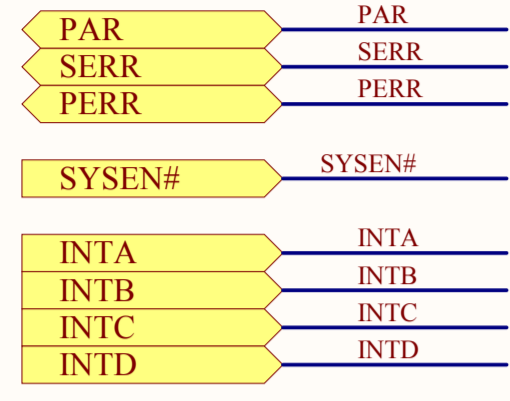 PAR PAR
SERR SERR
PERR PERR
SYSEN# SYSEN#
INTA INTA
INTB INTB
INTC INTC
INTD INTD